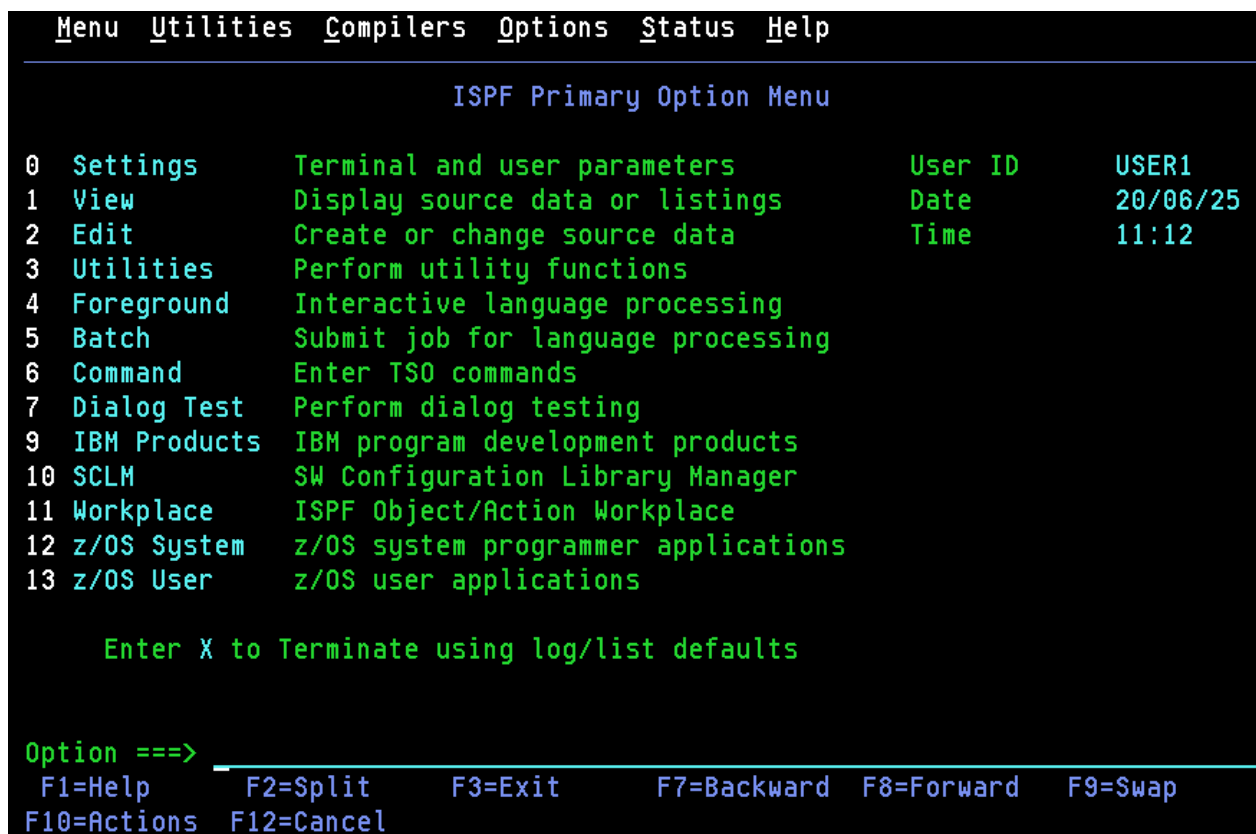 Menu Utilities Compilers Options Status Help
ISPF Primary Option Menu
0 Settings Terminal and user parameters User ID USER1
1 View Display source data or listings Date 20/06/25
2 Edit Create or change source data Time 11:12
3 Utilities Perform utility functions
4 Foreground Interactive language processing
5 Batch Submit job for language processing
6 Command Enter TSO commands
7 Dialog Test Perform dialog testing
9 IBM Products IBM program development products
10 SCLM SW Configuration Library Manager
11 Workplace ISPF Object/Action Workplace
12 z/OS System z/OS system programmer applications
13 z/OS User z/OS user applications
Enter X to Terminate using log/list defaults
Option ===>
F1=Help F2=Split F3=Exit F7=Backward F8=Forward F9=Swap
F10=Actions F12=Cancel